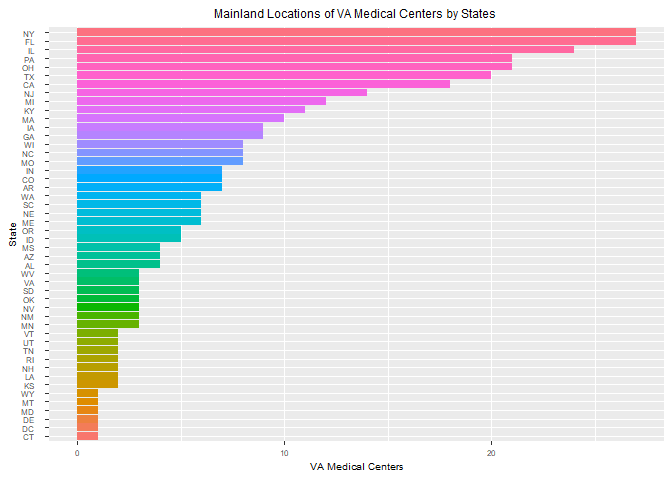 Mainland Locations of VA Medical Centers by States
NY
FL
IL
PA
OH
TX
CA
NJ
MI
KY
MA
IA
GA
WI
NC
MO
IN
CO
AR
WA
SC
NE
ME
OR
ID
MS
AZ
AL
WV
VA
SD
OK
NV
NM
MN
VT
UT
TN
RI
NH
LA
KS
WY
MT
MD
DE
DC
CT
State
0 10 20
VA Medical Centers